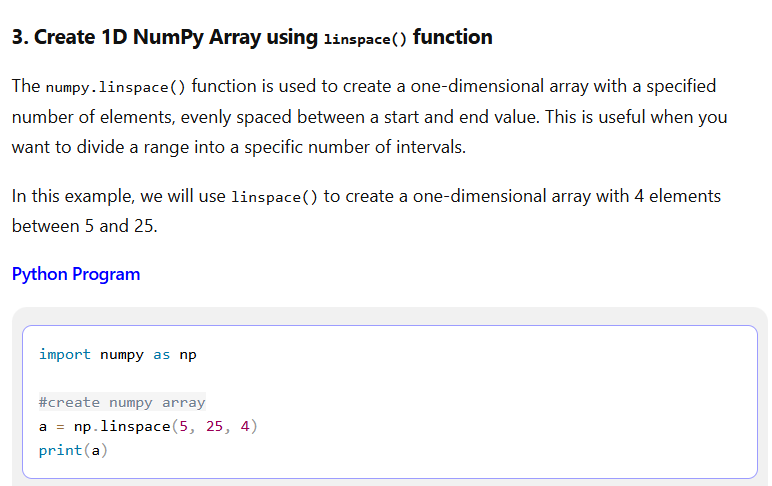 3. Create 1D NumPy Array using linspace() function
The numpy.linspace() function is used to create a one-dimensional array with a specified
number of elements, evenly spaced between a start and end value. This is useful when you
want to divide a range into a specific number of intervals.
In this example, we will use linspace() to create a one-dimensional array with 4 elements
between 5 and 25.
Python Program
import numpy as np
#create numpy array
a = np.linspace(5, 25, 4)
print(a)